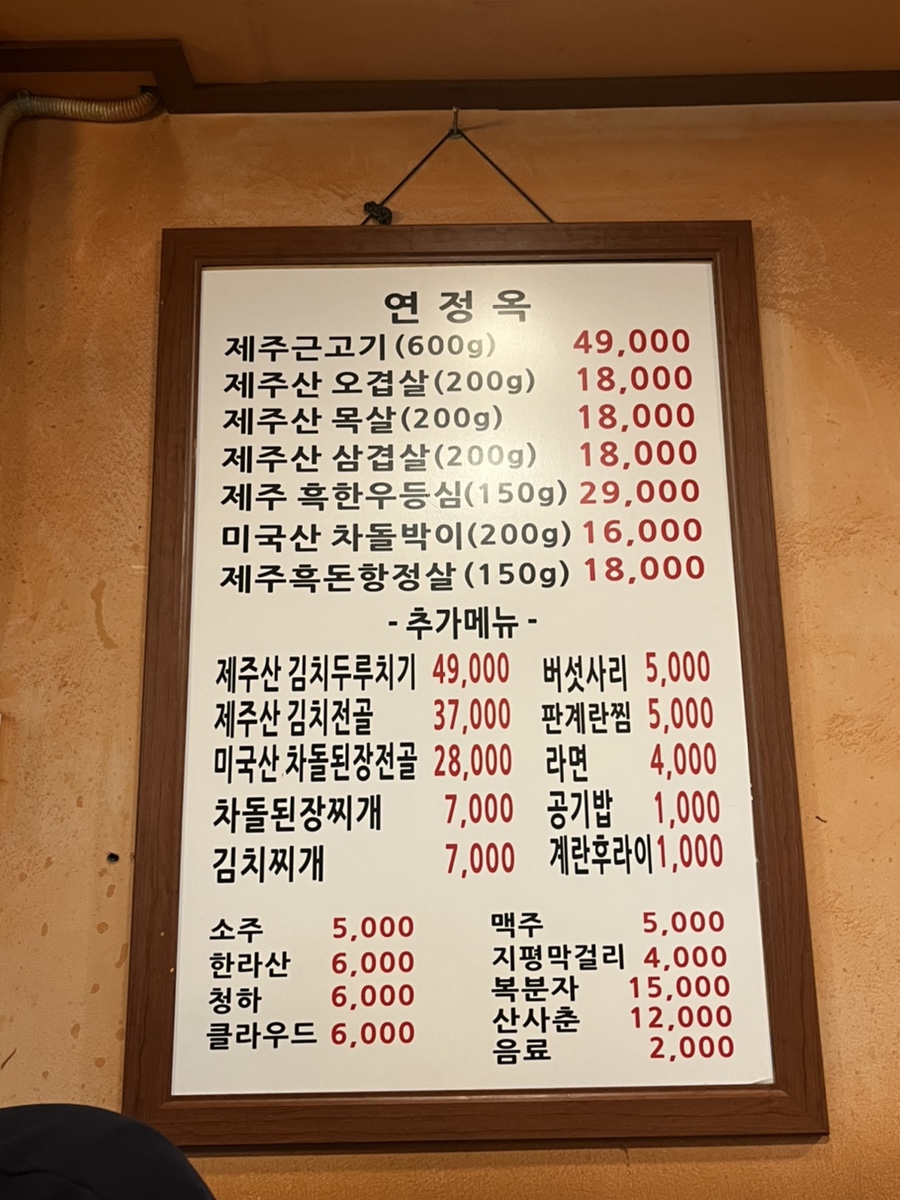 연정옥
제주근고기(600g) 49,000
제주산 오겹살(200g) 18,000
제주산 목살(200g) 18,000
제주산 삼겹살(200g) 18,000
제주 흑한우등심(150g) 29,000
미국산 차돌박이(200g) 16,000
제주흑돈항정살(150g) 18,000
- 추가메뉴 -
제주산 김치두루치기 49,000 버섯사리 5,000
제주산 김치전골 37,000 판계란찜 5,000
미국산 차돌된장전골 28,000 라면 4,000
차돌된장찌개 7,000 공기밥 1,000
김치찌개 7,000 계란후라이 1,000
소주 5,000 맥주 5,000
한라산 6,000 지평막걸리 4,000
청하 6,000 복분자 15,000
클라우드 6,000 산사춘 12,000
음료 2,000